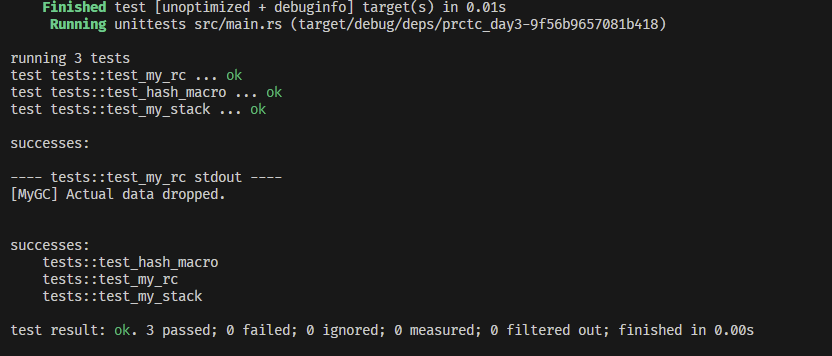 Finished test [unoptimized + debuginfo] target(s) in 0.01s
Running unittests src/main.rs (target/debug/deps/prctc_day3-9f56b9657081b418)
running 3 tests
test tests::test_my_rc ... ok
test tests::test_hash_macro ... ok
test tests::test_my_stack ... ok
successes:
---- tests::test_my_rc stdout ----
[MyGC] Actual data dropped.
successes:
tests::test_hash_macro
tests::test_my_rc
tests::test_my_stack
test result: ok. 3 passed; 0 failed; 0 ignored; 0 measured; 0 filtered out; finished in 0.00s